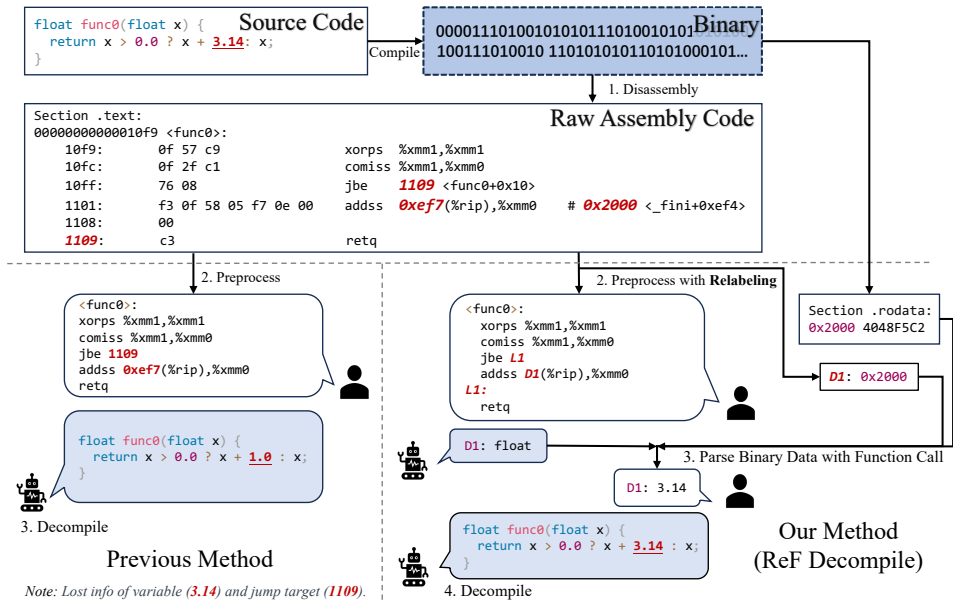 Source Code
float func0(float x) {
return x > 0.0 ? x + 3.14: x;
}
Compile
Binary
00001110100101010101110100101010101010
100111010010 110101010110101000101...
1. Disassembly
Raw Assembly Code
Section .text:
00000000000010f9 <func0>:
10f9: 0f 57 c9 xorps %xmm1,%xmm1
10fc: 0f 2f c1 comiss %xmm1,%xmm0
10ff: 76 08 jbe 1109 <func0+0x10>
1101: f3 0f 58 05 f7 0e 00 addss 0xef7(%rip),%xmm0 # 0x2000 <_fini+0xef4>
1108: 00
1109: c3 retq
2. Preprocess
<func0>:
xorps %xmm1,%xmm1
comiss %xmm1,%xmm0
jbe 1109
addss 0xef7(%rip),%xmm0
retq
float func0(float x) {
return x > 0.0 ? x + 1.0 : x;
}
3. Decompile
Previous Method
Note: Lost info of variable (3.14) and jump target (1109).
2. Preprocess with Relabeling
<func0>:
xorps %xmm1,%xmm1
comiss %xmm1,%xmm0
jbe L1
addss D1(%rip),%xmm0
L1:
retq
Section .rodata:
0x2000 4048F5C2
D1: 0x2000
D1: float
3. Parse Binary Data with Function Call
D1: 3.14
float func0(float x) {
return x > 0.0 ? x + 3.14 : x;
}
4. Decompile
Our Method
(ReF Decompile)